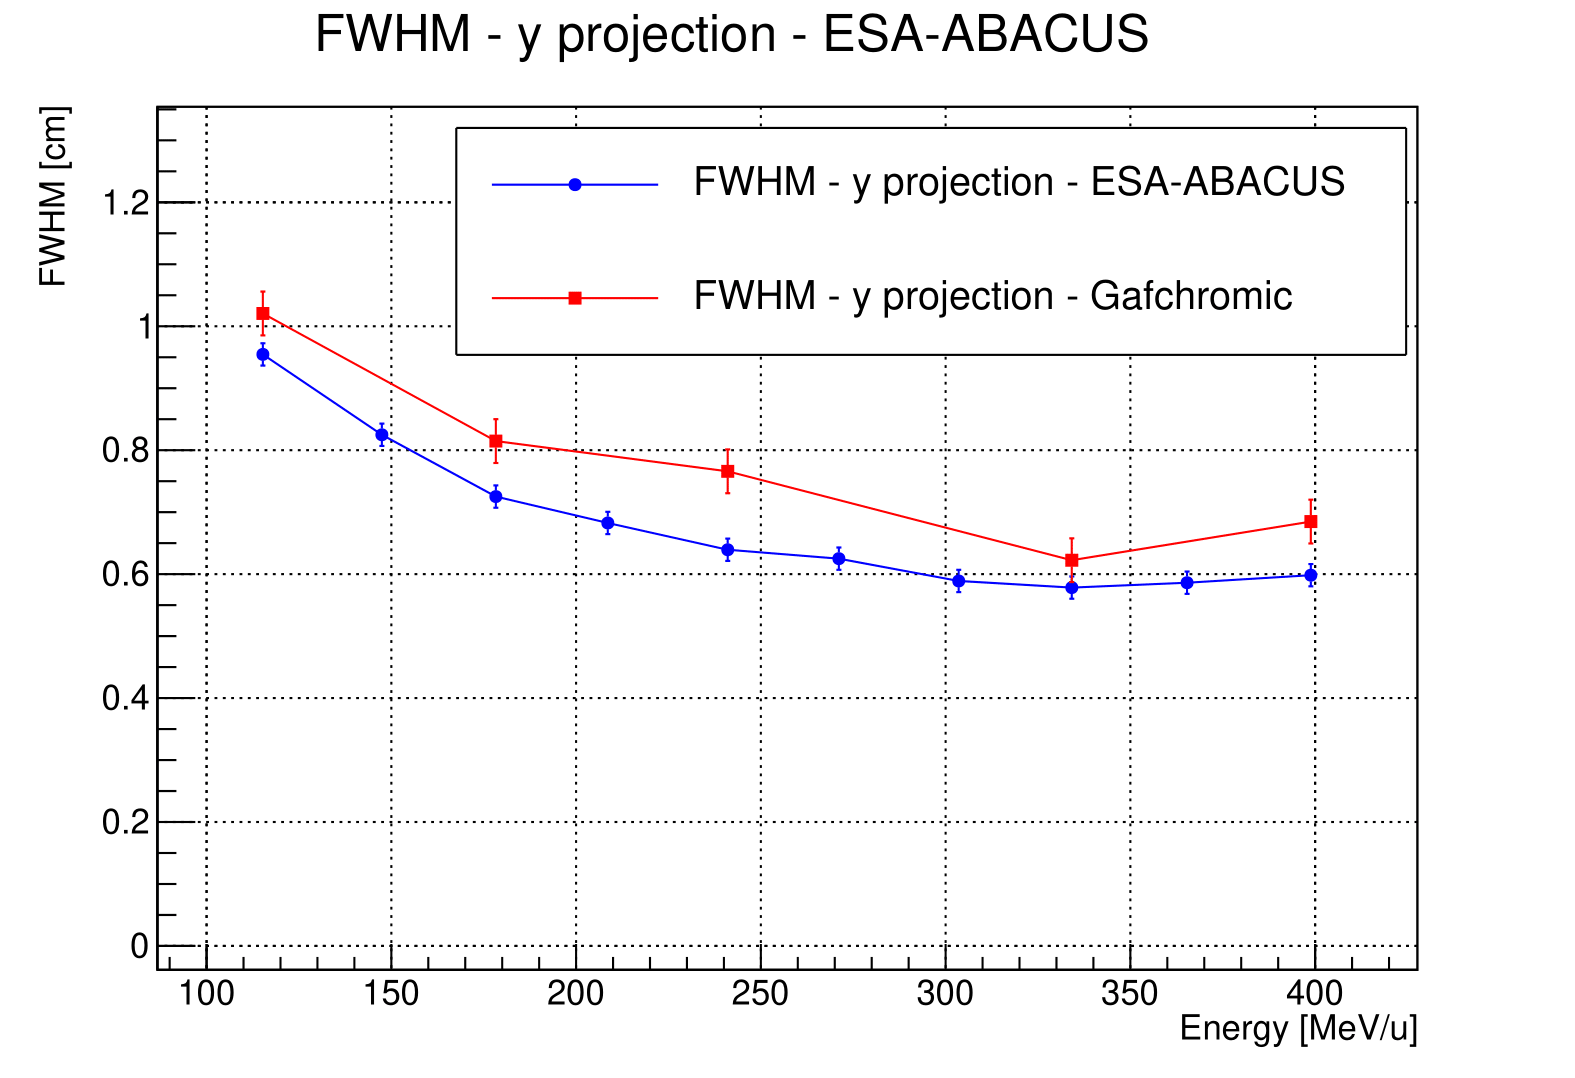 FWHM - y projection - ESA-ABACUS
FWHM [cm]
FWHM - y projection - ESA-ABACUS
FWHM - y projection - Gafchromic
1.2
1
0.8
0.6
0.4
0.2
0
100 150 200 250 300 350 400
Energy [MeV/u]